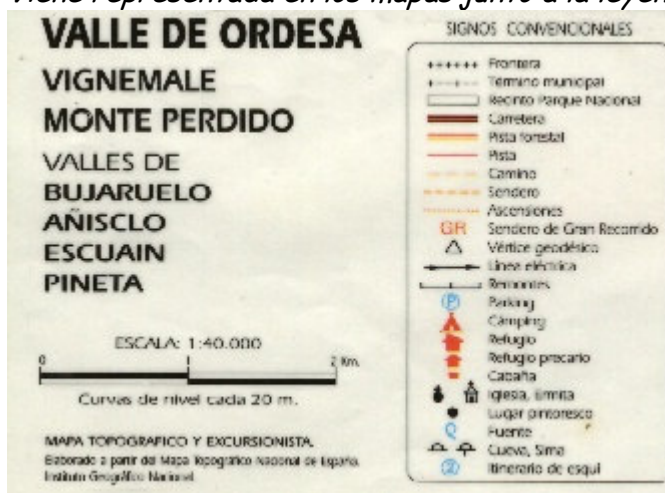 viene representada en los mapas junto a la
VALLE DE ORDESA
VIGNEMALE
MONTE PERDIDO
VALLES DE
BUJARUELO
AÑISCLO
ESCUAIN
PINETA
ESCALA: 1:40.000
0 1 2 Km.
Curvas de nivel cada 20 m.
MAPA TOPOGRAFICO Y EXCURSIONISTA.
Elaborado a partir del Mapa Topográfico Nacional de España.
Instituto Geográfico Nacional
SIGNOS CONVENCIONALES
Frontera
Término municipal
Recinto Parque Nacional
Carretera
Pista forestal
Pista
Camino
Sendero
Ascensiones
GR Sendero de Gran Recorrido
Vértice geodésico
Línea eléctrica
Remontes
P Parking
Cámping
Refugio
Refugio precario
Cabaña
Iglesia, Ermita
Lugar pintoresco
Fuente
Cueva, Sima
2 Itinerario de esquí